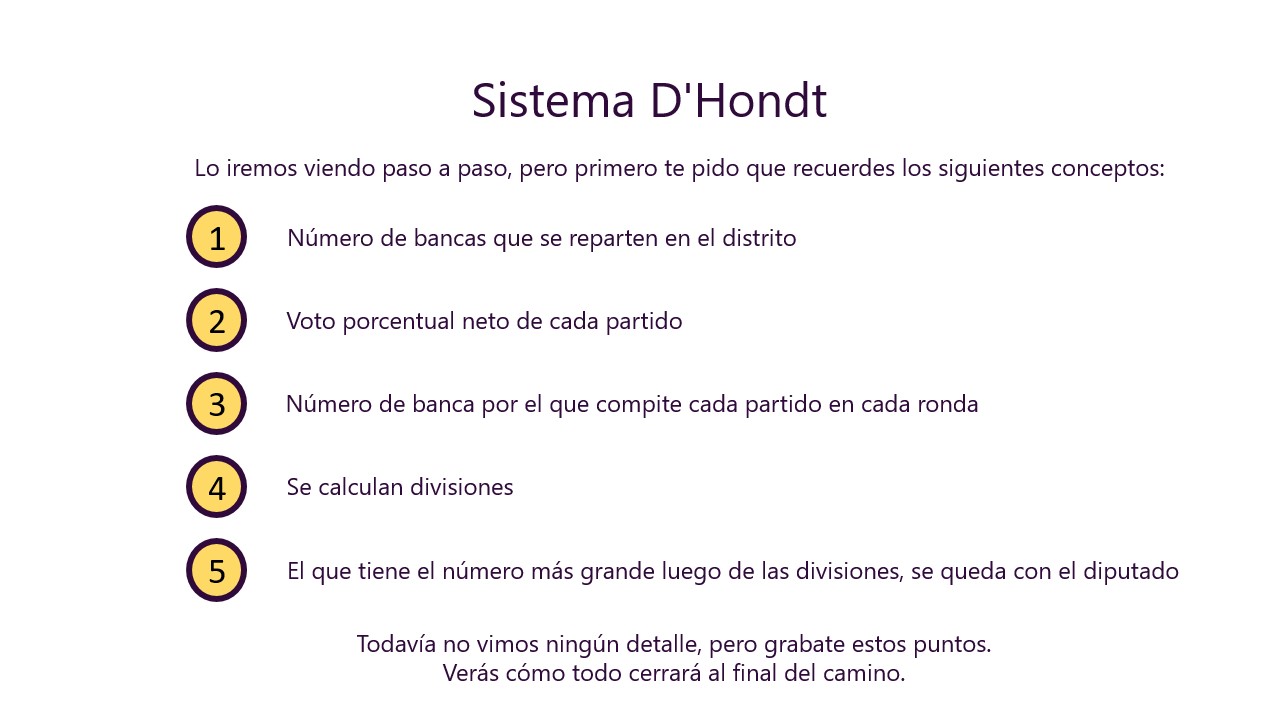 Sistema D'Hondt
Lo iremos viendo paso a paso, pero primero te pido que recuerdes los siguientes conceptos:
1 Número de bancas que se reparten en el distrito
2 Voto porcentual neto de cada partido
3 Número de banca por el que compite cada partido en cada ronda
4 Se calculan divisiones
5 El que tiene el número más grande luego de las divisiones, se queda con el diputado
Todavía no vimos ningún detalle, pero grabate estos puntos.
Verás cómo todo cerrará al final del camino.